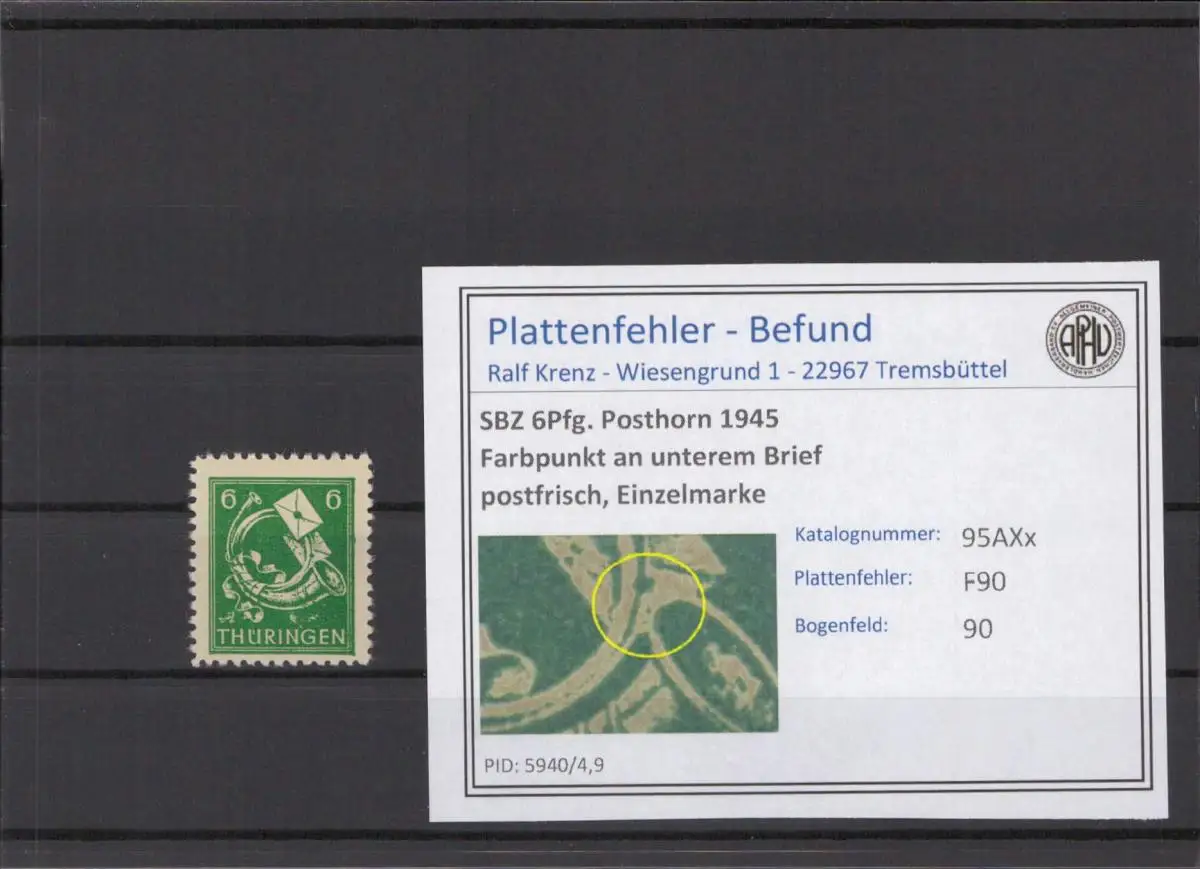 6 6
THÜRINGEN
Plattenfehler - Befund
Ralf Krenz - Wiesengrund 1 - 22967 Tremsbüttel
APHV
SBZ 6Pfg. Posthorn 1945
Farbpunkt an unterem Brief
postfrisch, Einzelmarke
Katalognummer: 95AXx
Plattenfehler: F90
Bogenfeld: 90
PID: 5940/4,9